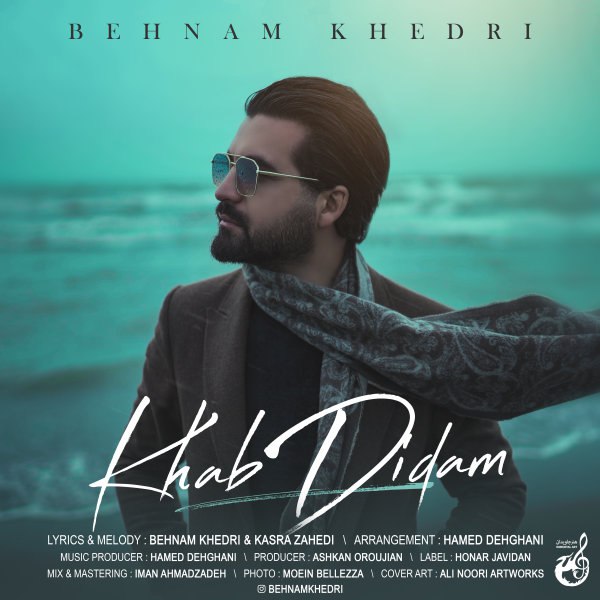 BEHNAM KHEDRI
Khab Didam
LYRICS & MELODY : BEHNAM KHEDRI & KASRA ZAHEDI \ ARRANGEMENT : HAMED DEHGHANI
MUSIC PRODUCER : HAMED DEHGHANI \ PRODUCER : ASHKAN OROUJIAN \ LABEL : HONAR JAVIDAN
MIX & MASTERING : IMAN AHMADZADEH \ PHOTO : MOEIN BELLEZZA \ COVER ART : ALI NOORI ARTWORKS
BEHNAMKHEDRI